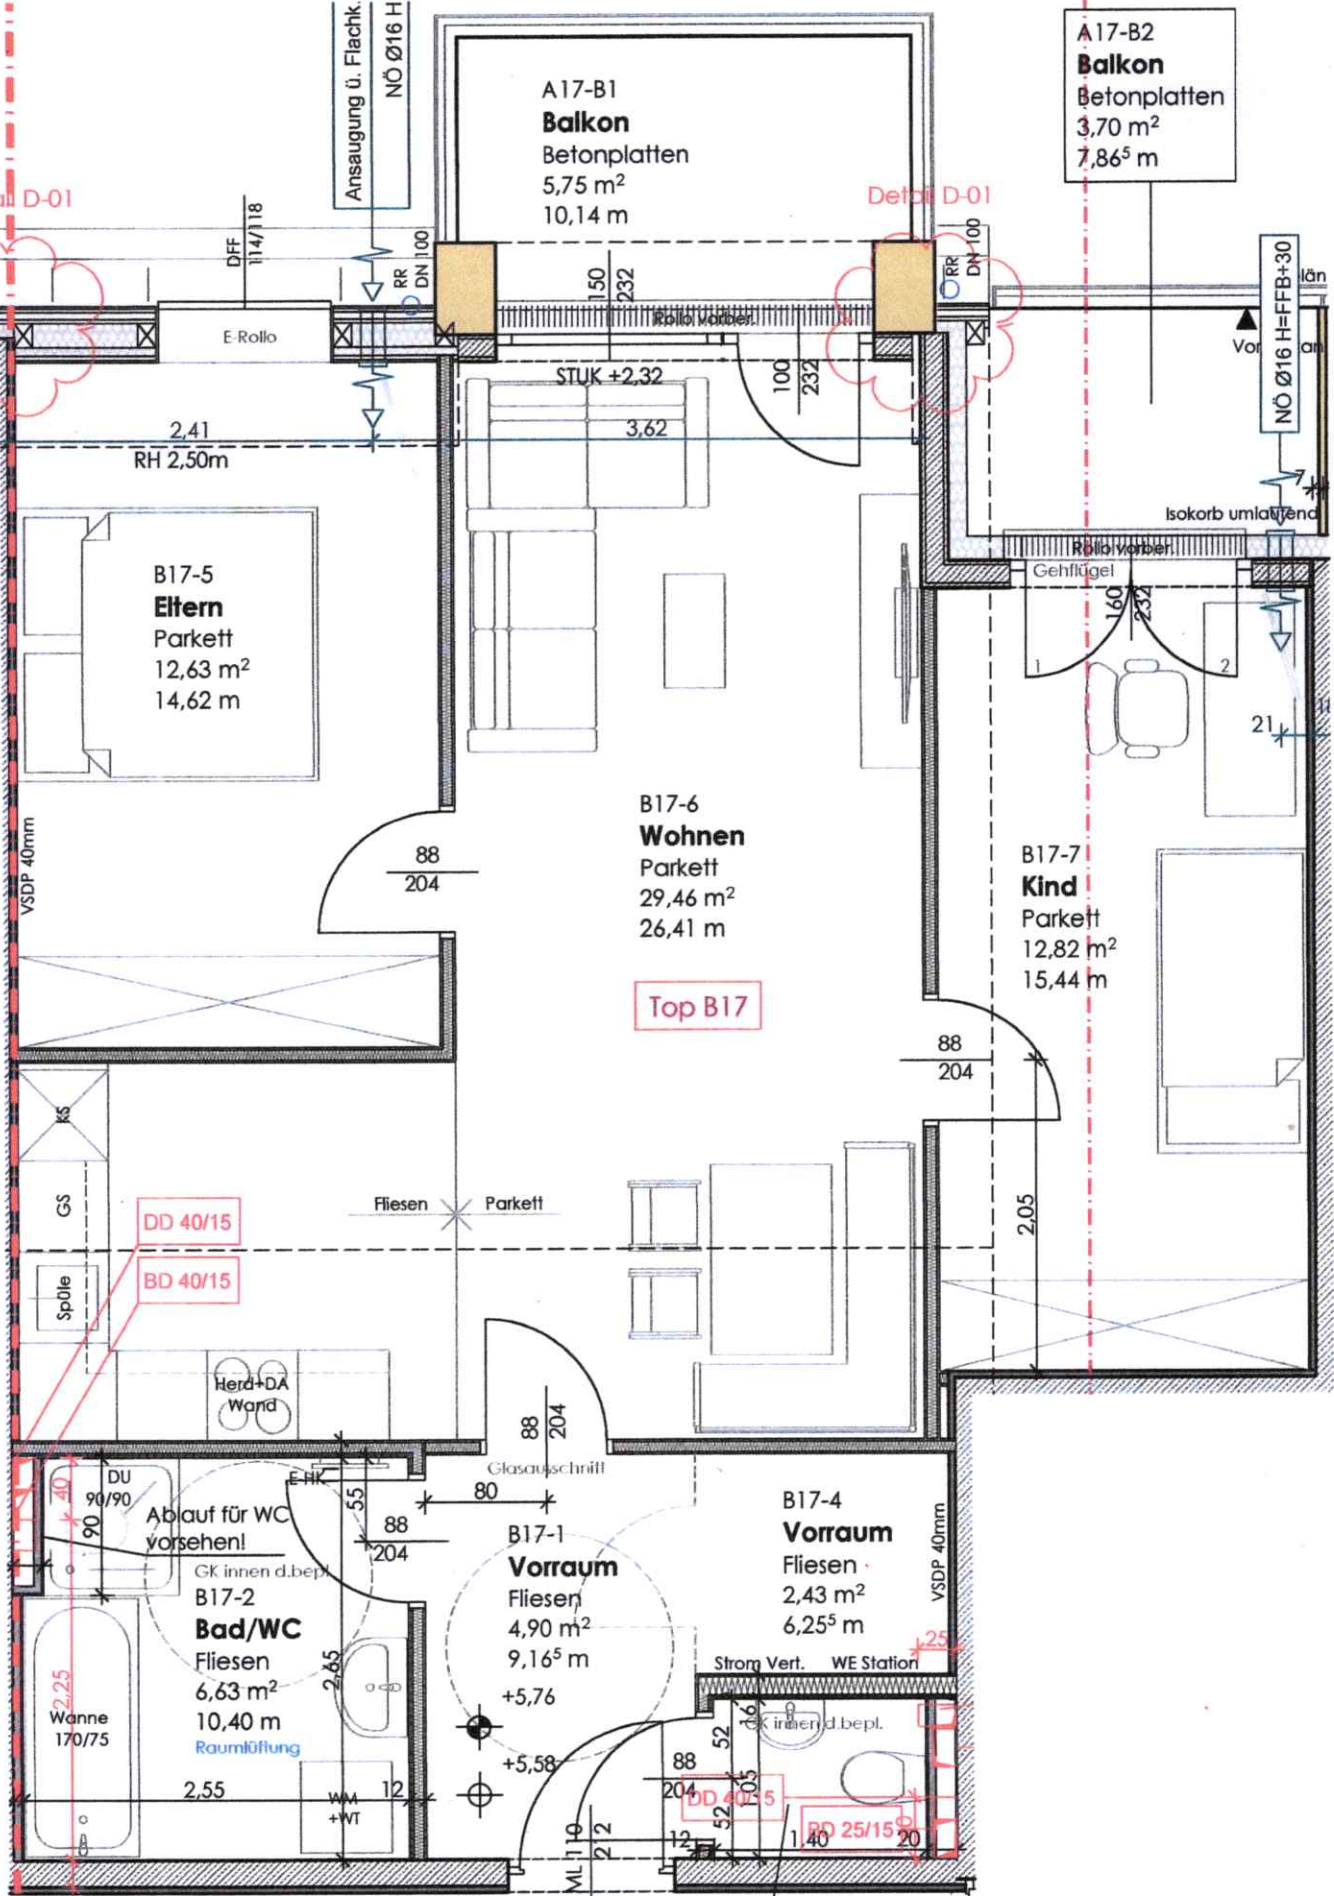 Ansaugung ü. Flachk.
NÖ Ø16 H
A17-B1
Balkon
Betonplatten
5,75 m²
10,14 m
A17-B2
Balkon
Betonplatten
3,70 m²
7,86⁵ m
D-01
Detail D-01
DFF
114/118
RR
DN 100
RR
DN 100
150
232
NÖ Ø16 H=FFB+30
E-Rollo
Rollo vorber.
STUK +2,32
100
232
2,41
3,62
RH 2,50m
7
Isokorb umlaufend
Rollo vorber.
Gehflügel
160
232
1
2
21
B17-5
Eltern
Parkett
12,63 m²
14,62 m
VSDP 40mm
88
204
B17-6
Wohnen
Parkett
29,46 m²
26,41 m
Top B17
B17-7
Kind
Parkett
12,82 m²
15,44 m
88
204
2,05
KS
GS
Spüle
DD 40/15
BD 40/15
Fliesen
Parkett
Herd+DA
Wand
88
204
Glasausschnitt
80
E-HK
55
88
204
DU
90/90
40
90
Ablauf für WC
vorsehen!
GK innen d.bepl.
B17-2
Bad/WC
Fliesen
6,63 m²
10,40 m
Raumlüftung
2,65
2,25
Wanne
170/75
2,55
12
WM
+WT
B17-1
Vorraum
Fliesen
4,90 m²
9,16⁵ m
+5,76
+5,58
B17-4
Vorraum
Fliesen
2,43 m²
6,25⁵ m
VSDP 40mm
25
Strom Vert.
WE Station
GK innen d.bepl.
16
52
88
204
1,05
52
DD 40/15
BD 25/15
12
1,40
20
ML 110
212